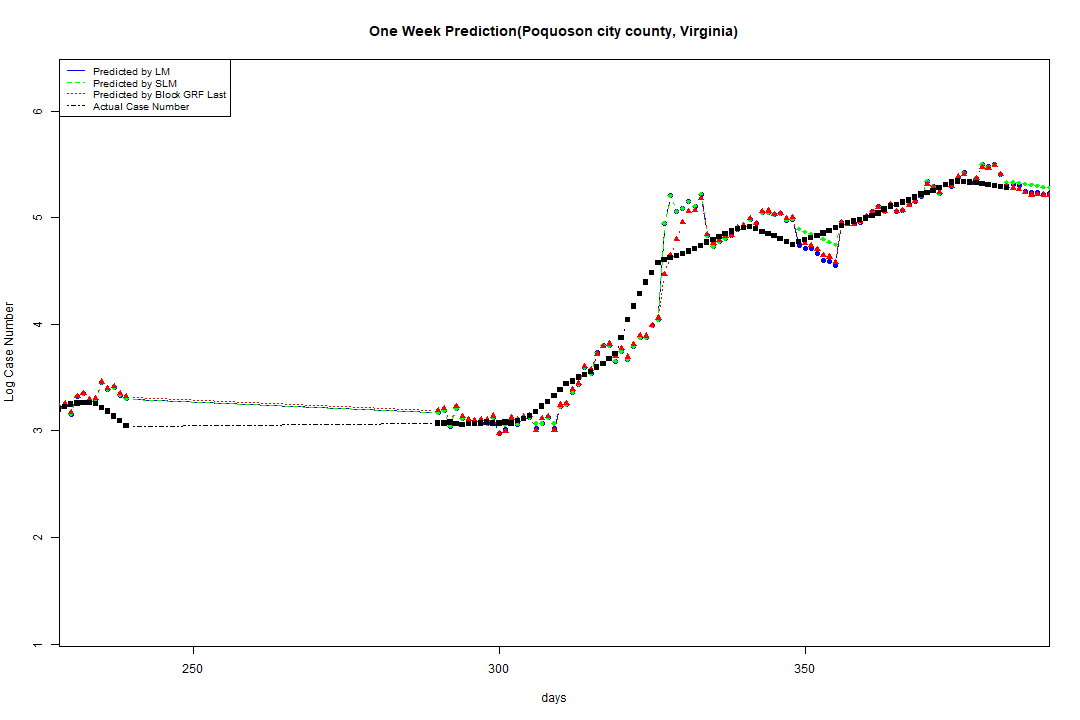 One Week Prediction(Poquoson city county, Virginia)
Predicted by LM
Predicted by SLM
Predicted by Block GRF Last
Actual Case Number
6
5
4
3
2
1
Log Case Number
250 300 350
days